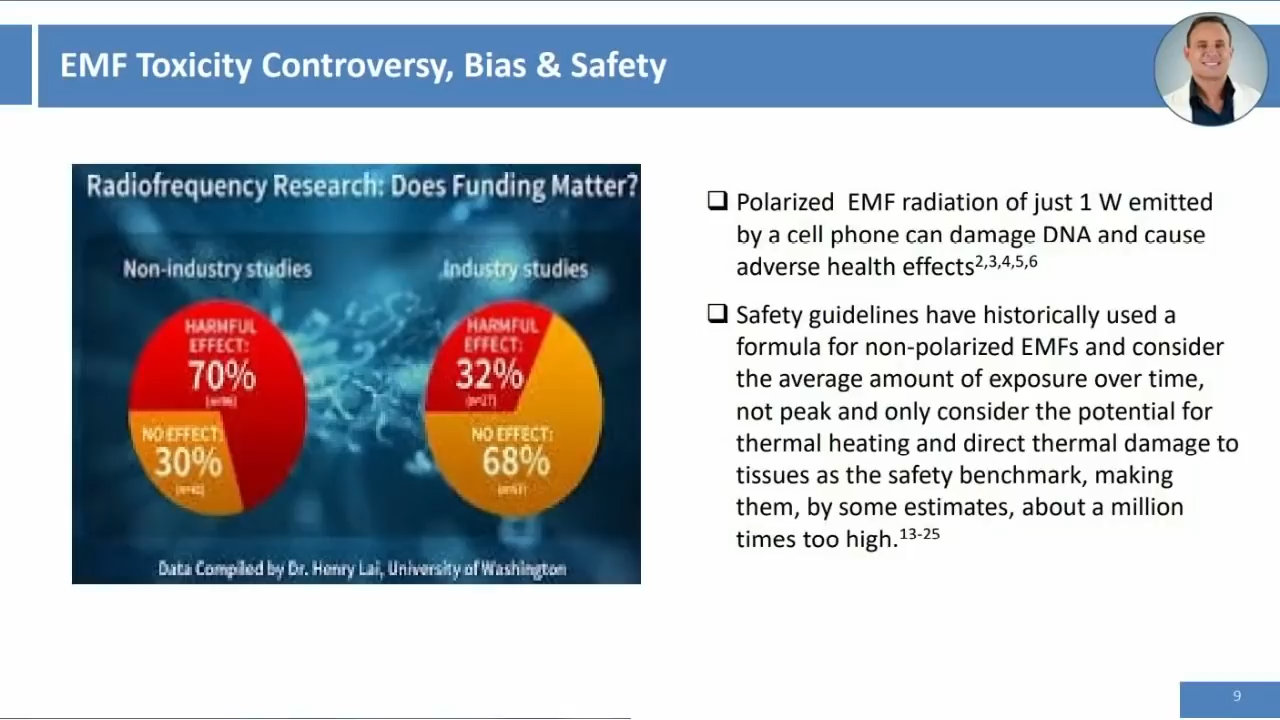 EMF Toxicity Controversy, Bias & Safety
Radiofrequency Research: Does Funding Matter?
Non-industry studies
HARMFUL
EFFECT:
70%
NO EFFECT:
30%
Industry studies
HARMFUL
EFFECT:
32%
(n=27)
NO EFFECT:
68%
Data Compiled by Dr. Henry Lai, University of Washington
❑ Polarized EMF radiation of just 1 W emitted
by a cell phone can damage DNA and cause
adverse health effects2,3,4,5,6
❑ Safety guidelines have historically used a
formula for non-polarized EMFs and consider
the average amount of exposure over time,
not peak and only consider the potential for
thermal heating and direct thermal damage to
tissues as the safety benchmark, making
them, by some estimates, about a million
times too high.13-25
9